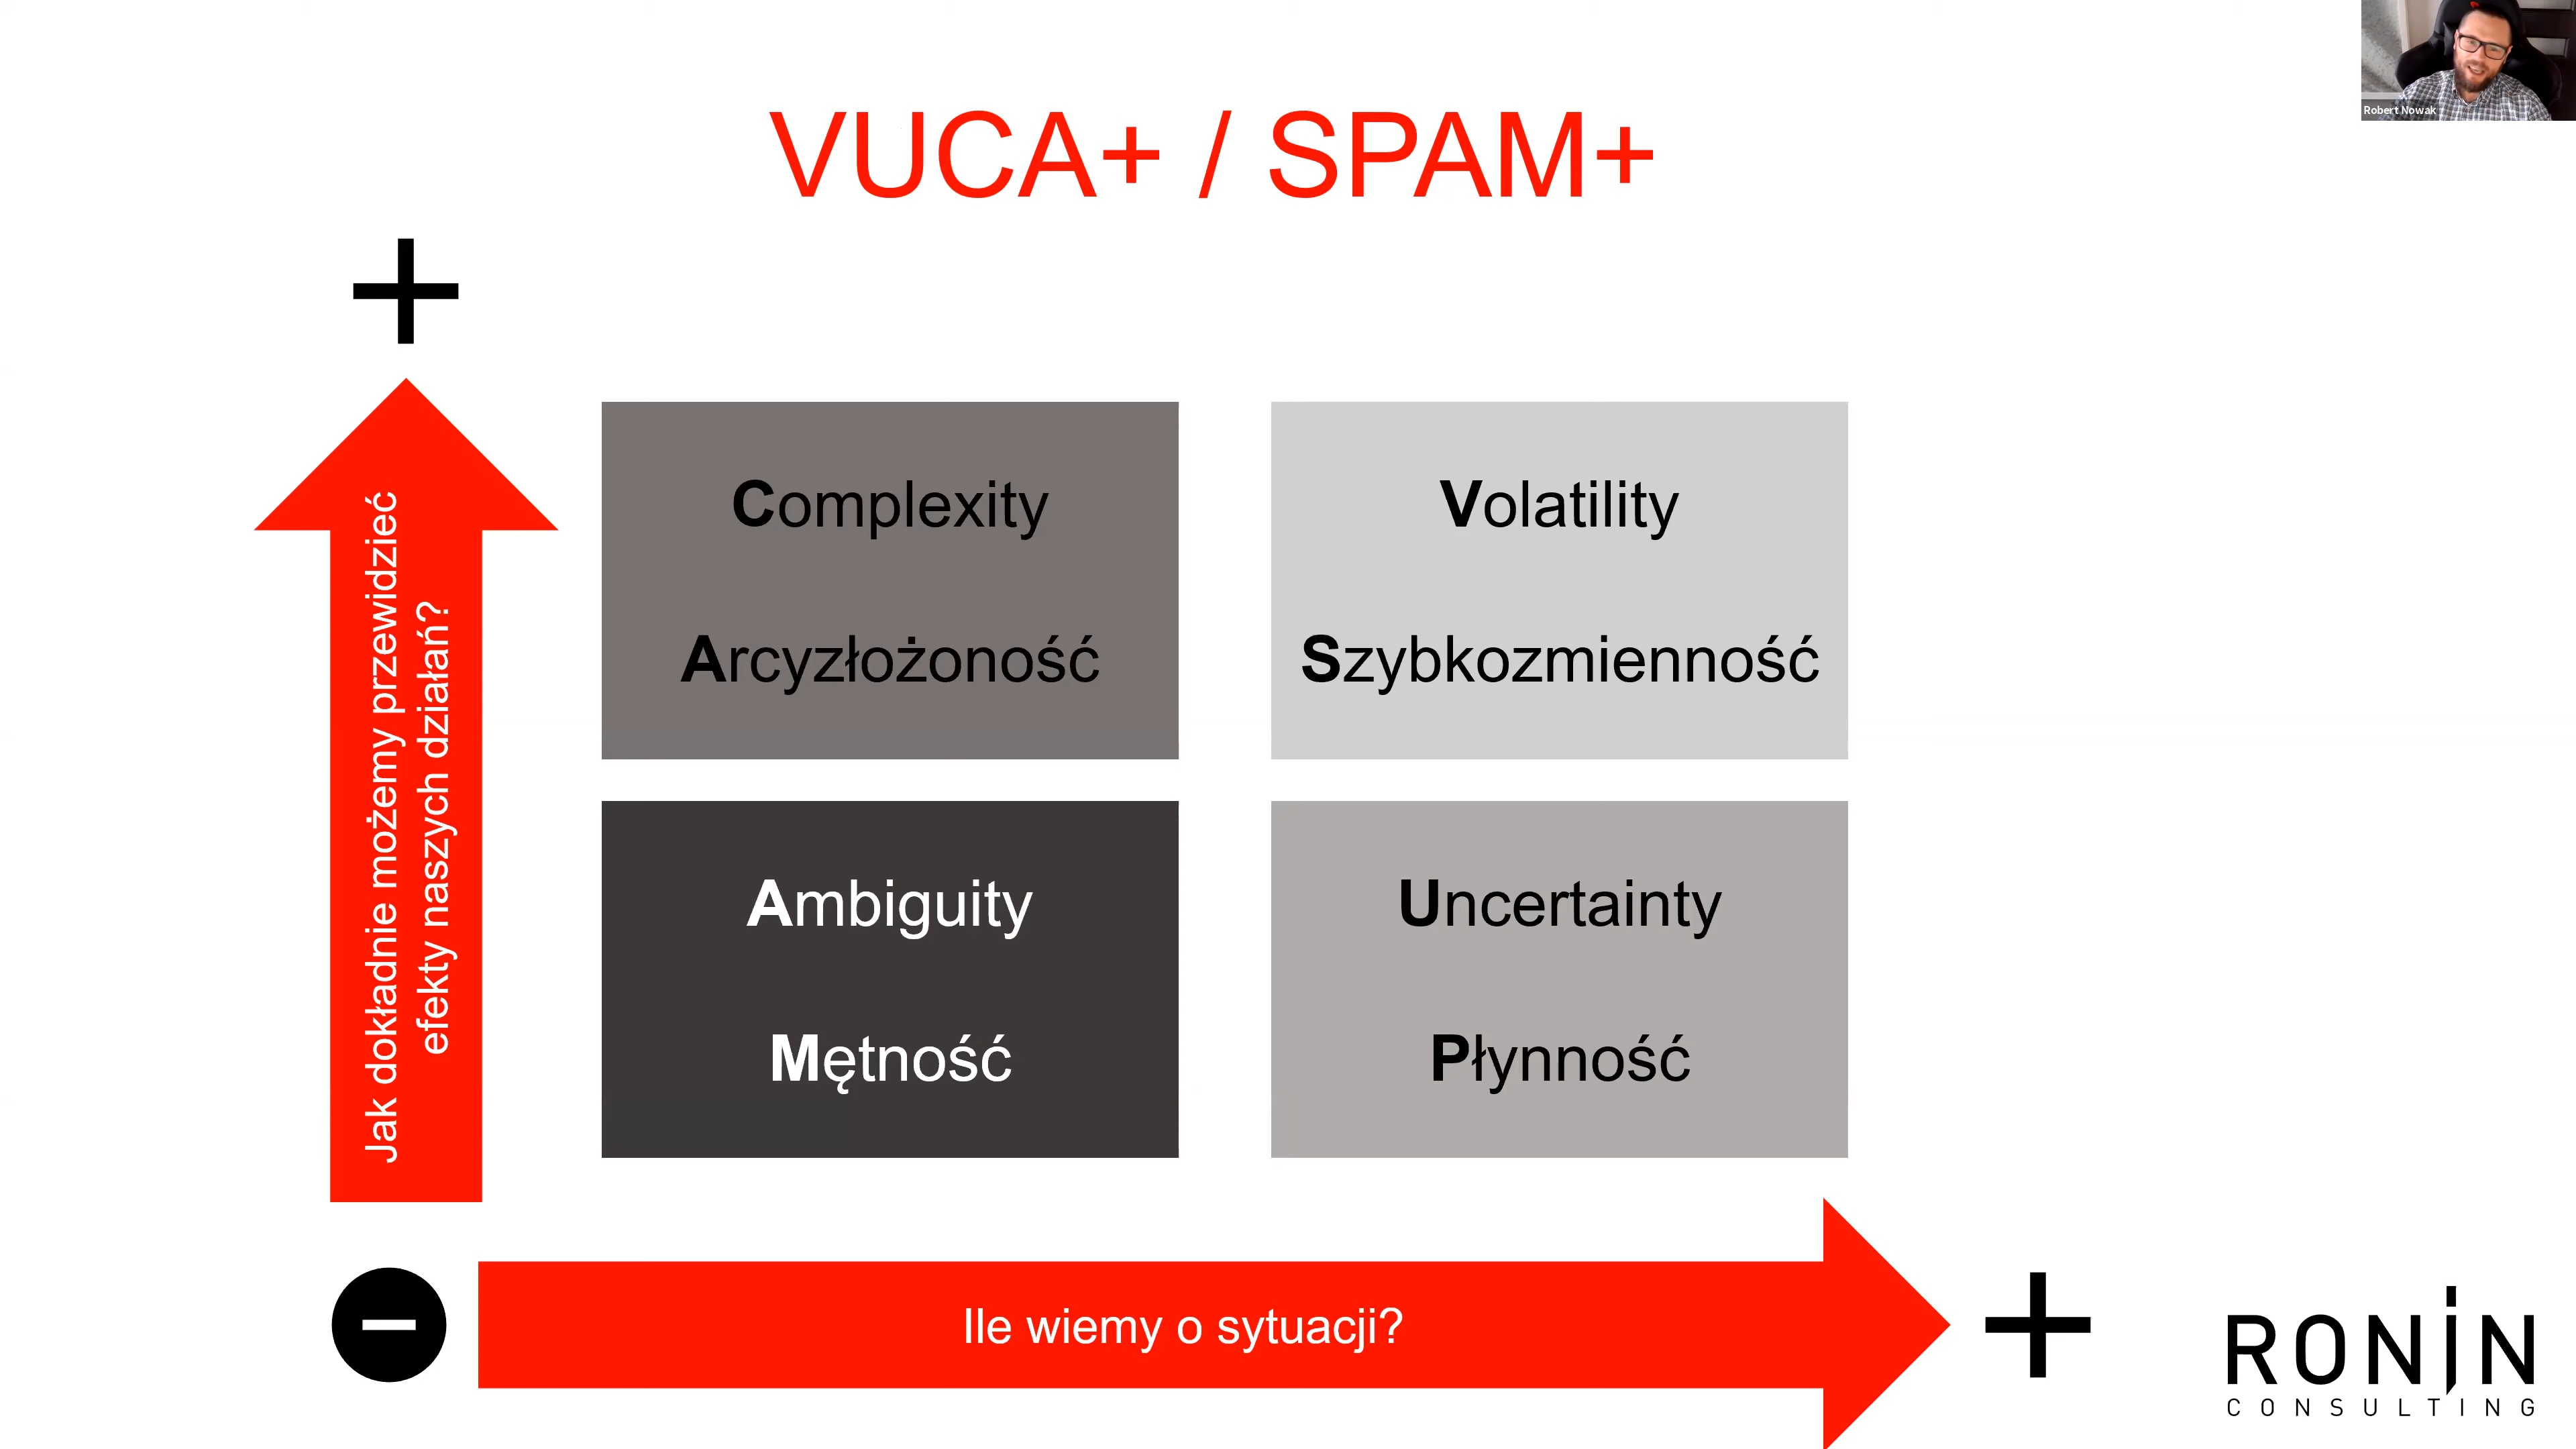 Robert Nowak
VUCA+ / SPAM+
+
Jak dokładnie możemy przewidzieć
efekty naszych działań?
Complexity
Arcyzłożoność
Volatility
Szybkozmienność
Ambiguity
Mętność
Uncertainty
Płynność
−
Ile wiemy o sytuacji?
+
RONIN
CONSULTING